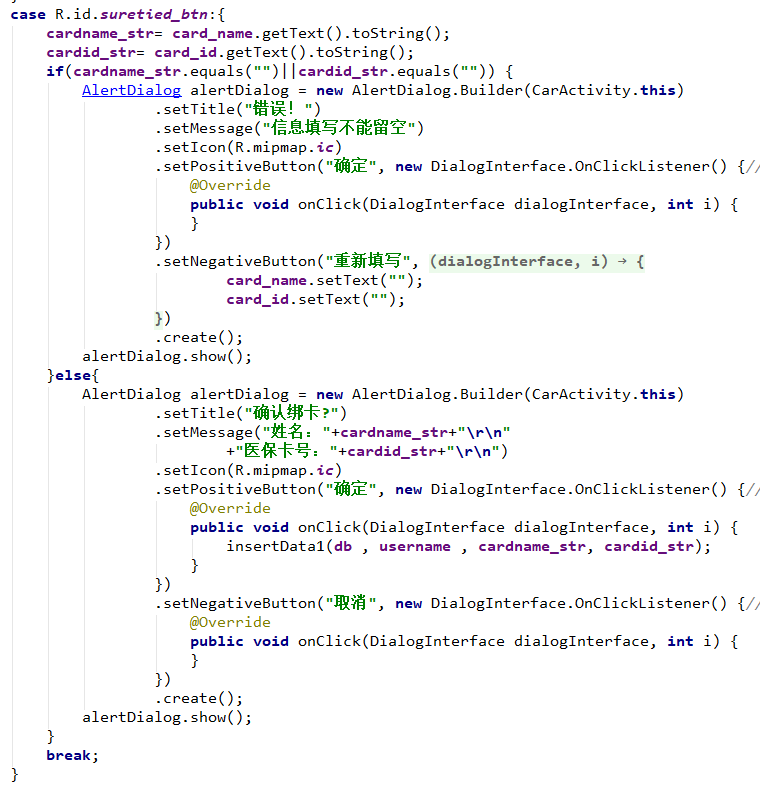 case R.id.suretied_btn:{
    cardname_str= card_name.getText().toString();
    cardid_str= card_id.getText().toString();
    if(cardname_str.equals("")||cardid_str.equals("")) {
        AlertDialog alertDialog = new AlertDialog.Builder(CarActivity.this)
                .setTitle("错误！")
                .setMessage("信息填写不能留空")
                .setIcon(R.mipmap.ic)
                .setPositiveButton("确定", new DialogInterface.OnClickListener() {//
                    @Override
                    public void onClick(DialogInterface dialogInterface, int i) {
                    }
                })
                .setNegativeButton("重新填写", (dialogInterface, i) → {
                        card_name.setText("");
                        card_id.setText("");
                })
                .create();
        alertDialog.show();
    }else{
        AlertDialog alertDialog = new AlertDialog.Builder(CarActivity.this)
                .setTitle("确认绑卡?")
                .setMessage("姓名："+cardname_str+"\r\n"
                        +"医保卡号："+cardid_str+"\r\n")
                .setIcon(R.mipmap.ic)
                .setPositiveButton("确定", new DialogInterface.OnClickListener() {//
                    @Override
                    public void onClick(DialogInterface dialogInterface, int i) {
                        insertData1(db , username , cardname_str, cardid_str);
                    }
                })
                .setNegativeButton("取消", new DialogInterface.OnClickListener() {//
                    @Override
                    public void onClick(DialogInterface dialogInterface, int i) {
                    }
                })
                .create();
        alertDialog.show();
    }
    break;
}